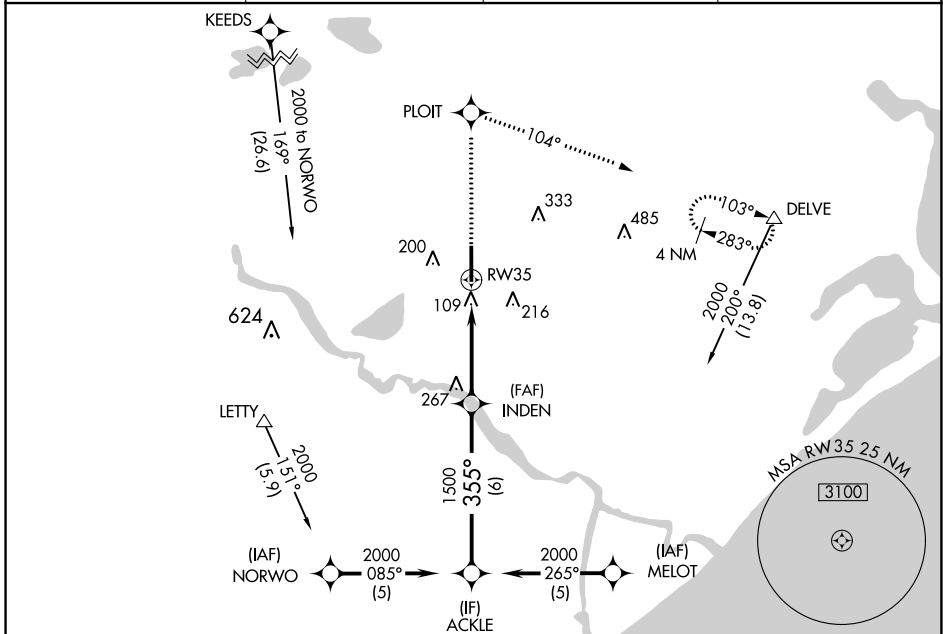 KEEDS
2000 to NORWO
169°
(26.6)
PLOIT
104°
333
485
103°
DELVE
283°
4 NM
200
RW35
109
216
2000
200°
(13.8)
624
267
(FAF)
INDEN
LETTY
2000
151°
(5.9)
1500
355°
(6)
MSA RW35 25 NM
3100
(IAF)
NORWO
2000
085°
(5)
(IF)
ACKLE
2000
265°
(5)
(IAF)
MELOT